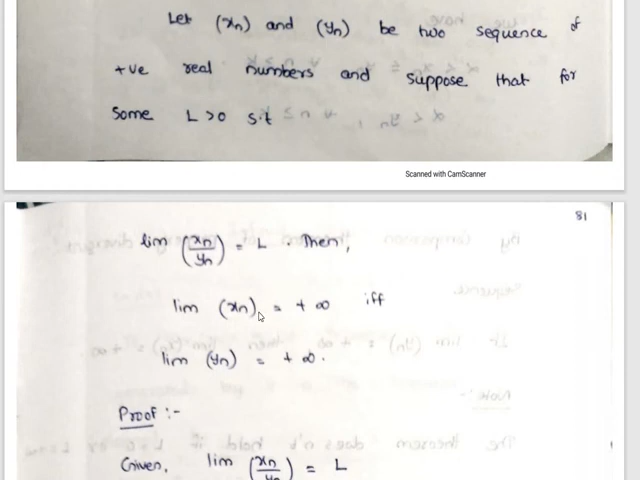 Let (xn) and (yn) be two sequence of
+ve real numbers and suppose that for
some L>0 s.t
Scanned with CamScanner
81
lim (xn/yn) = L . Then,
lim (xn) = +∞ iff
lim (yn) = +∞.
Proof :-
Given, lim (xn/yn) = L